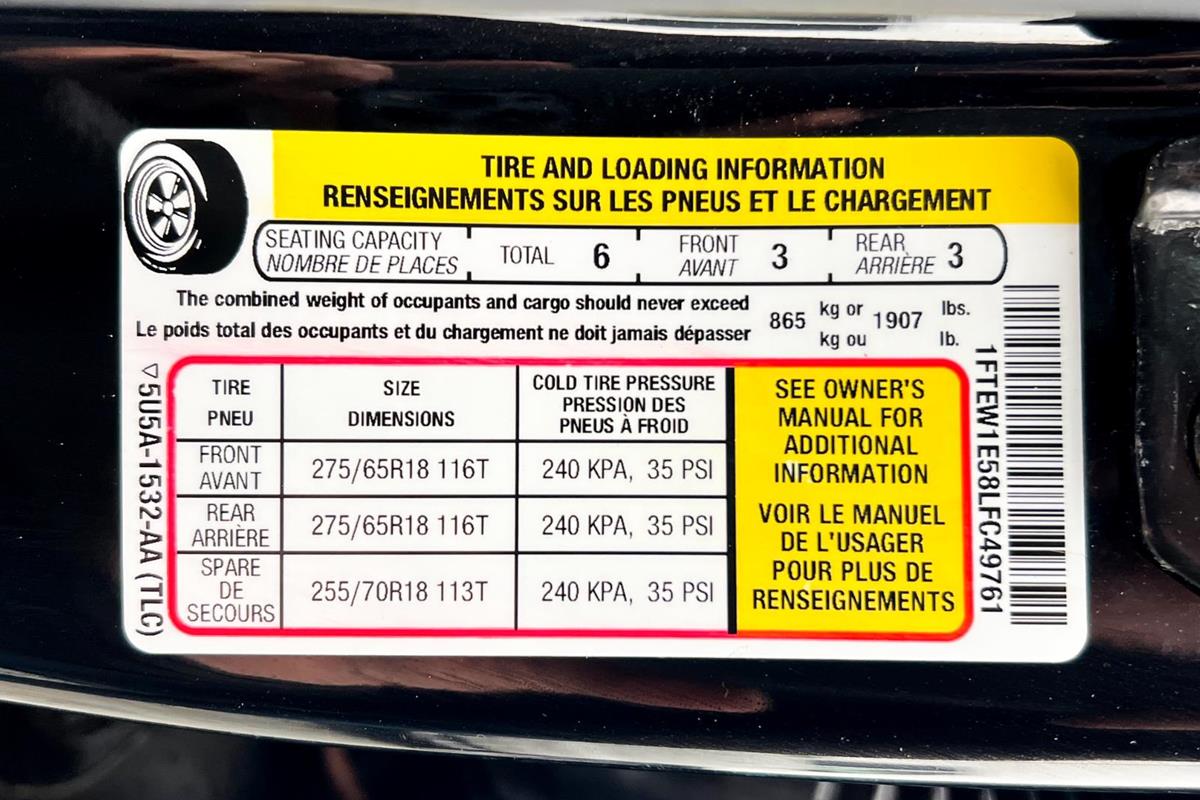 TIRE AND LOADING INFORMATION
RENSEIGNEMENTS SUR LES PNEUS ET LE CHARGEMENT
SEATING CAPACITY
NOMBRE DE PLACES
TOTAL 6
FRONT
AVANT
3
REAR
ARRIÈRE
3
The combined weight of occupants and cargo should never exceed
Le poids total des occupants et du chargement ne doit jamais dépasser
865
kg or
kg ou
1907
lbs.
lb.
TIRE
PNEU
SIZE
DIMENSIONS
COLD TIRE PRESSURE
PRESSION DES
PNEUS À FROID
FRONT
AVANT
275/65R18 116T
240 KPA, 35 PSI
REAR
ARRIÈRE
275/65R18 116T
240 KPA, 35 PSI
SPARE
DE
SECOURS
255/70R18 113T
240 KPA, 35 PSI
SEE OWNER'S
MANUAL FOR
ADDITIONAL
INFORMATION
VOIR LE MANUEL
DE L'USAGER
POUR PLUS DE
RENSEIGNEMENTS
▽5U5A-1532-AA (TLC)
1FTEW1E58LFC49761